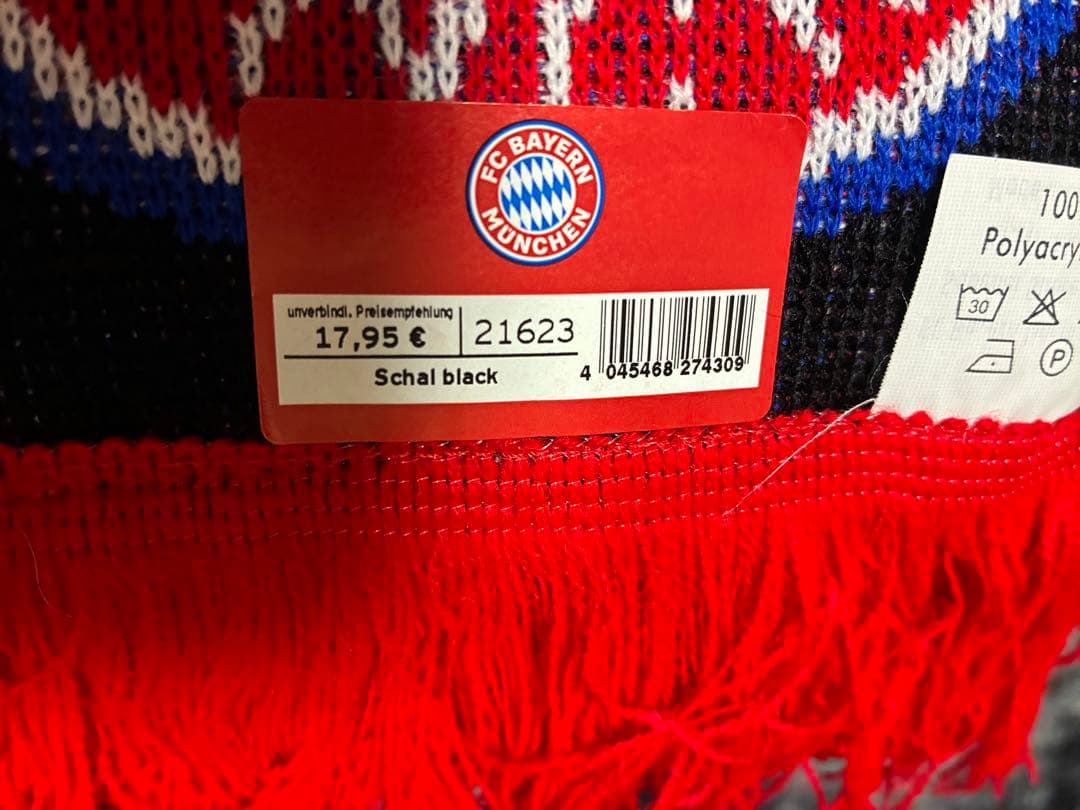 FC BAYERN
MÜNCHEN
unverbindl. Preisempfehlung
17,95 €
21623
Schal black
4 045468 274309
100
Polyacry
30
P